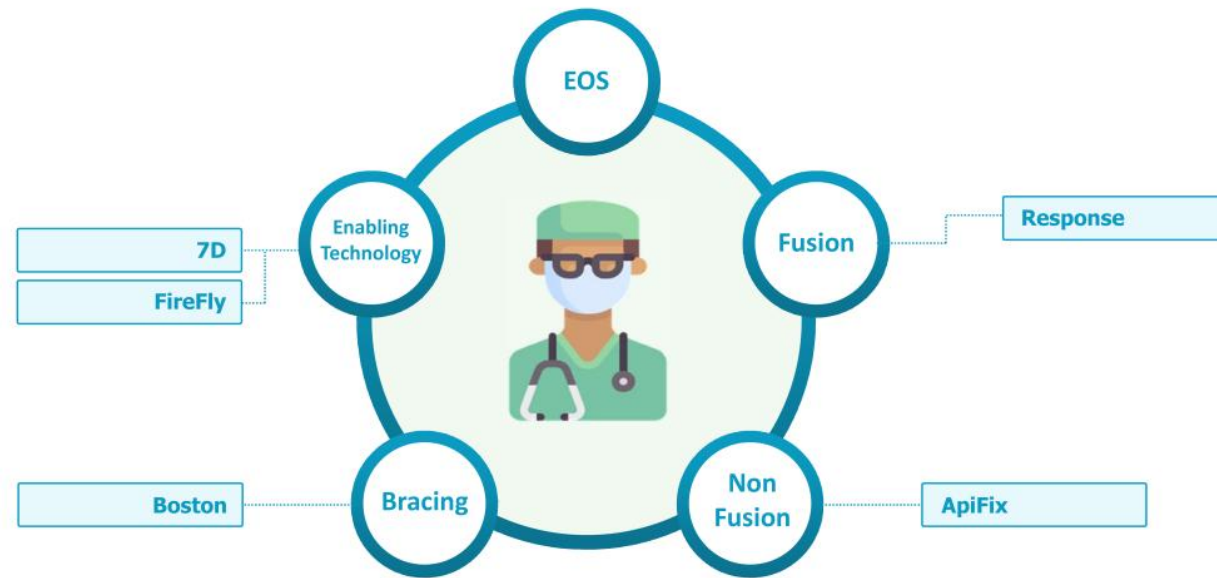 EOS
Enabling
Technology
7D
FireFly
Fusion
Response
Bracing
Boston
Non
Fusion
ApiFix